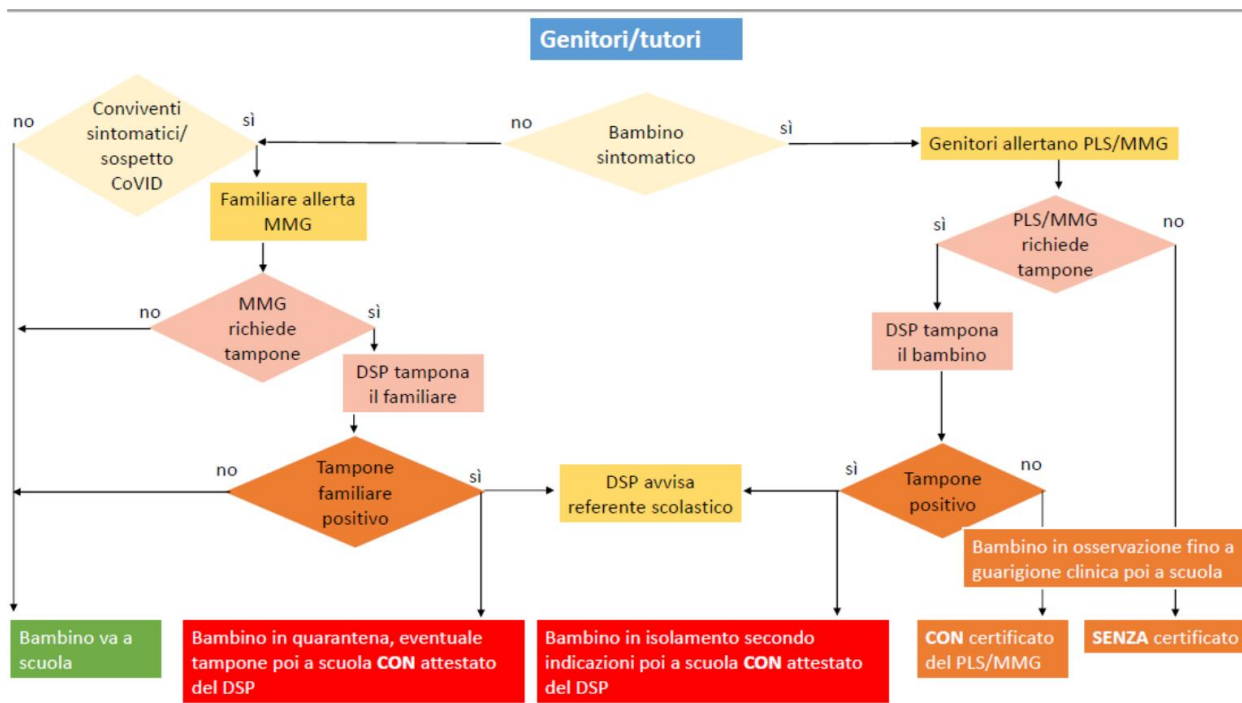 Genitori/tutori
no
Conviventi
sintomatici/
sospetto
CoVID
sì
no
Bambino
sintomatico
sì
Genitori allertano PLS/MMG
Familiare allerta
MMG
sì
PLS/MMG
richiede
tampone
no
no
MMG
richiede
tampone
sì
DSP tampona
il familiare
DSP tampona
il bambino
no
Tampone
familiare
positivo
sì
DSP avvisa
referente scolastico
sì
Tampone
positivo
no
Bambino in osservazione fino a
guarigione clinica poi a scuola
Bambino va a
scuola
Bambino in quarantena, eventuale
tampone poi a scuola CON attestato
del DSP
Bambino in isolamento secondo
indicazioni poi a scuola CON attestato
del DSP
CON certificato
del PLS/MMG
SENZA certificato